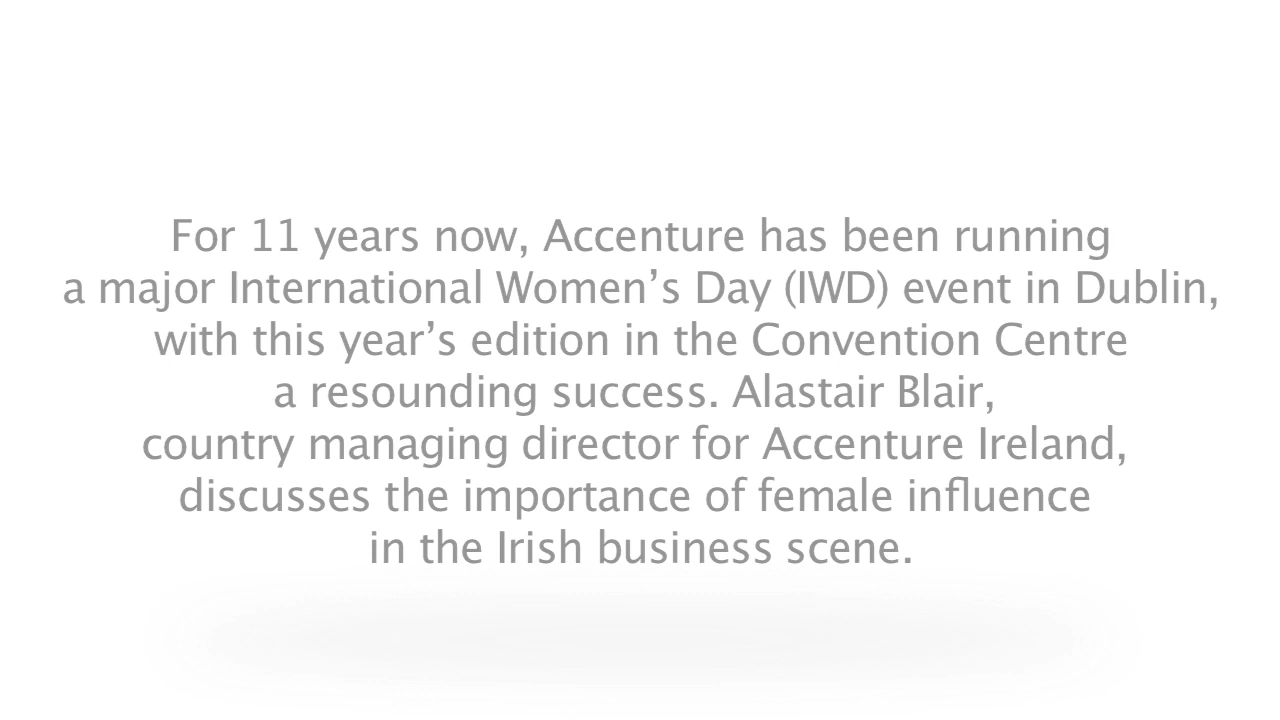 For 11 years now, Accenture has been running
a major International Women’s Day (IWD) event in Dublin,
with this year’s edition in the Convention Centre
a resounding success. Alastair Blair,
country managing director for Accenture Ireland,
discusses the importance of female influence
in the Irish business scene.